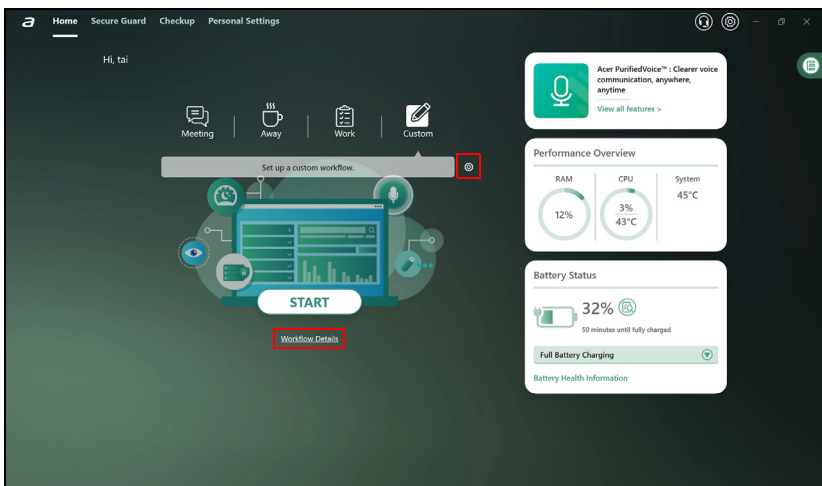 a Home Secure Guard Checkup Personal Settings
Hi, tai
Meeting Away Work Custom
Set up a custom workflow.
START
Workflow Details
Acer PurifiedVoice™ : Clearer voice
communication, anywhere,
anytime
View all features >
Performance Overview
RAM CPU System
12%
3%
43°C
45°C
Battery Status
32%
50 minutes until fully charged
Full Battery Charging
Battery Health Information